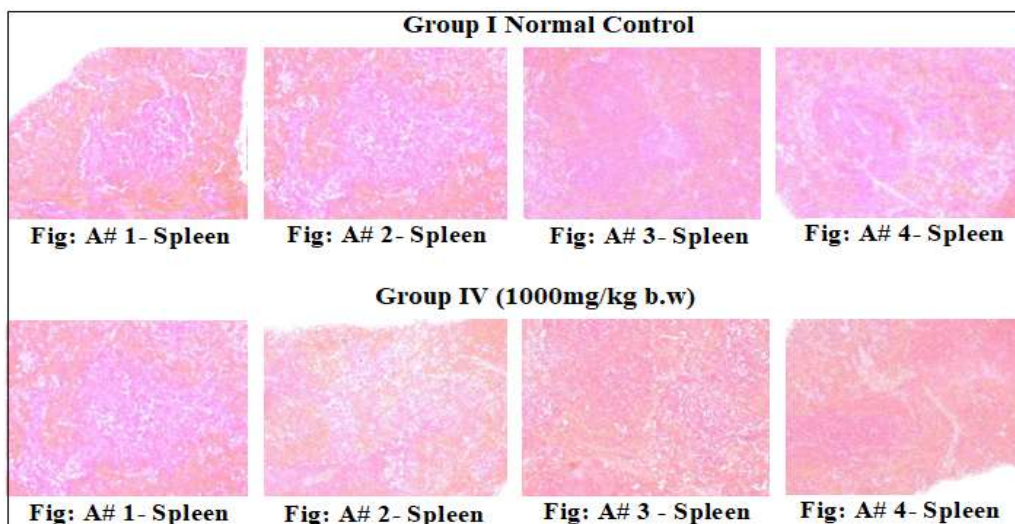 Group I Normal Control
Fig: A# 1- Spleen Fig: A# 2- Spleen Fig: A# 3- Spleen Fig: A# 4- Spleen
Group IV (1000mg/kg b.w)
Fig: A# 1- Spleen Fig: A# 2- Spleen Fig: A# 3 - Spleen Fig: A# 4- Spleen